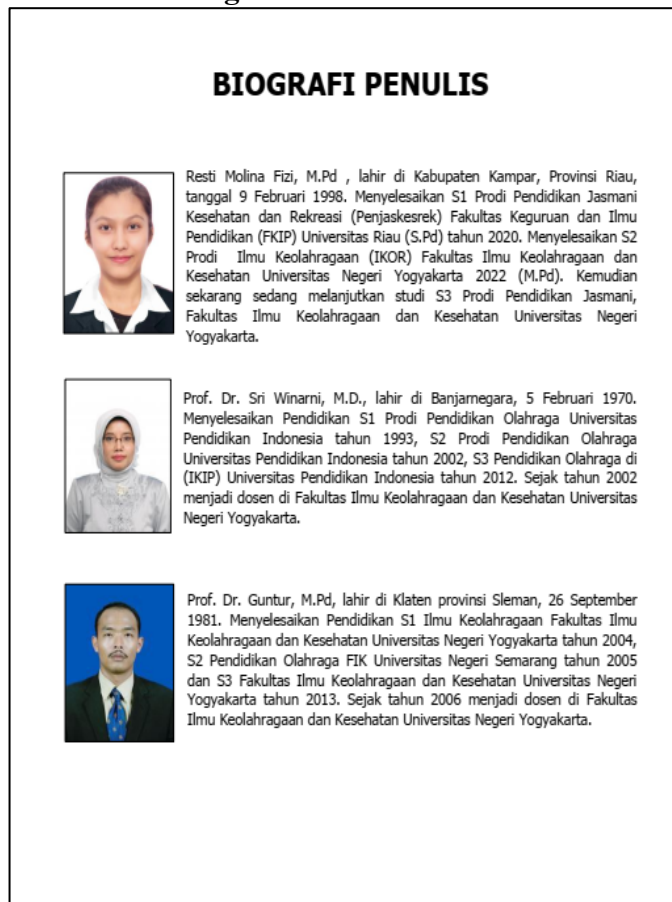 BIOGRAFI PENULIS
Resti Molina Fizi, M.Pd , lahir di Kabupaten Kampar, Provinsi Riau,
tanggal 9 Februari 1998. Menyelesaikan S1 Prodi Pendidikan Jasmani
Kesehatan dan Rekreasi (Penjaskesrek) Fakultas Keguruan dan Ilmu
Pendidikan (FKIP) Universitas Riau (S.Pd) tahun 2020. Menyelesaikan S2
Prodi Ilmu Keolahragaan (IKOR) Fakultas Ilmu Keolahragaan dan
Kesehatan Universitas Negeri Yogyakarta 2022 (M.Pd). Kemudian
sekarang sedang melanjutkan studi S3 Prodi Pendidikan Jasmani,
Fakultas Ilmu Keolahragaan dan Kesehatan Universitas Negeri
Yogyakarta.
Prof. Dr. Sri Winarni, M.D., lahir di Banjarnegara, 5 Februari 1970.
Menyelesaikan Pendidikan S1 Prodi Pendidikan Olahraga Universitas
Pendidikan Indonesia tahun 1993, S2 Prodi Pendidikan Olahraga
Universitas Pendidikan Indonesia tahun 2002, S3 Pendidikan Olahraga di
(IKIP) Universitas Pendidikan Indonesia tahun 2012. Sejak tahun 2002
menjadi dosen di Fakultas Ilmu Keolahragaan dan Kesehatan Universitas
Negeri Yogyakarta.
Prof. Dr. Guntur, M.Pd, lahir di Klaten provinsi Sleman, 26 September
1981. Menyelesaikan Pendidikan S1 Ilmu Keolahragaan Fakultas Ilmu
Keolahragaan dan Kesehatan Universitas Negeri Yogyakarta tahun 2004,
S2 Pendidikan Olahraga FIK Universitas Negeri Semarang tahun 2005
dan S3 Fakultas Ilmu Keolahragaan dan Kesehatan Universitas Negeri
Yogyakarta tahun 2013. Sejak tahun 2006 menjadi dosen di Fakultas
Ilmu Keolahragaan dan Kesehatan Universitas Negeri Yogyakarta.